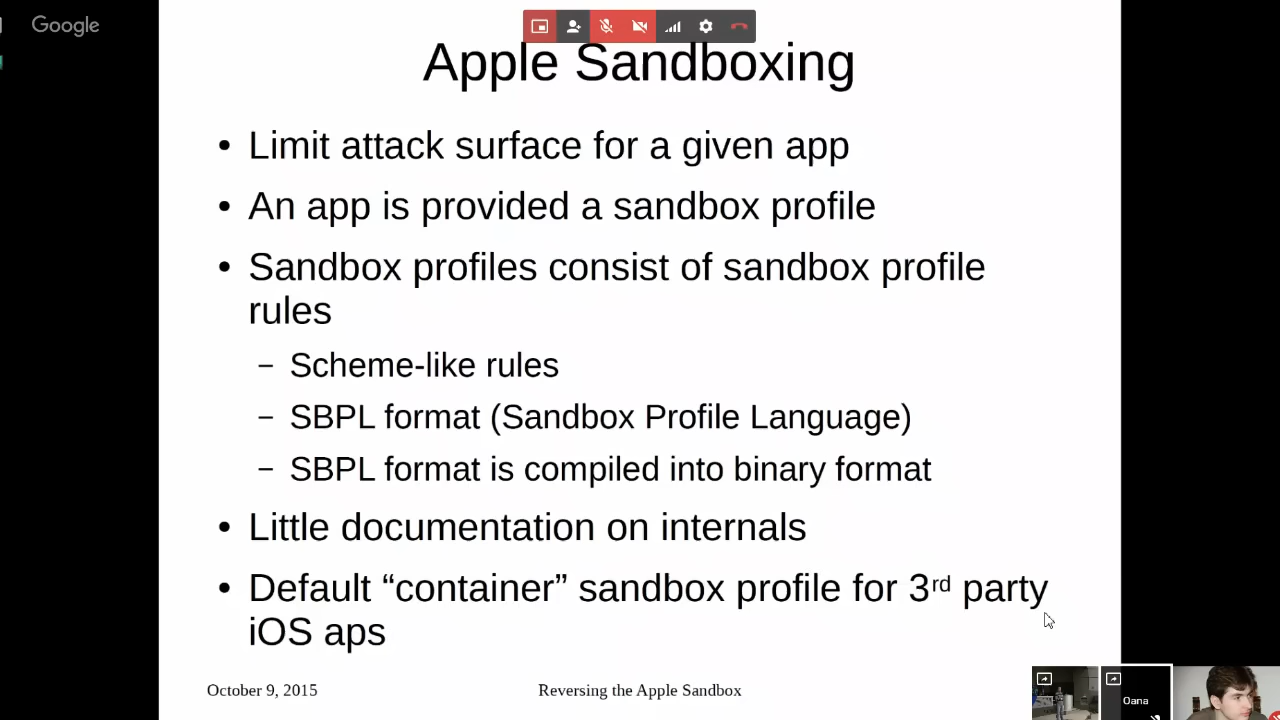 Google
Apple Sandboxing
• Limit attack surface for a given app
• An app is provided a sandbox profile
• Sandbox profiles consist of sandbox profile
rules
– Scheme-like rules
– SBPL format (Sandbox Profile Language)
– SBPL format is compiled into binary format
• Little documentation on internals
• Default “container” sandbox profile for 3rd party
iOS aps
October 9, 2015
Reversing the Apple Sandbox
Oana